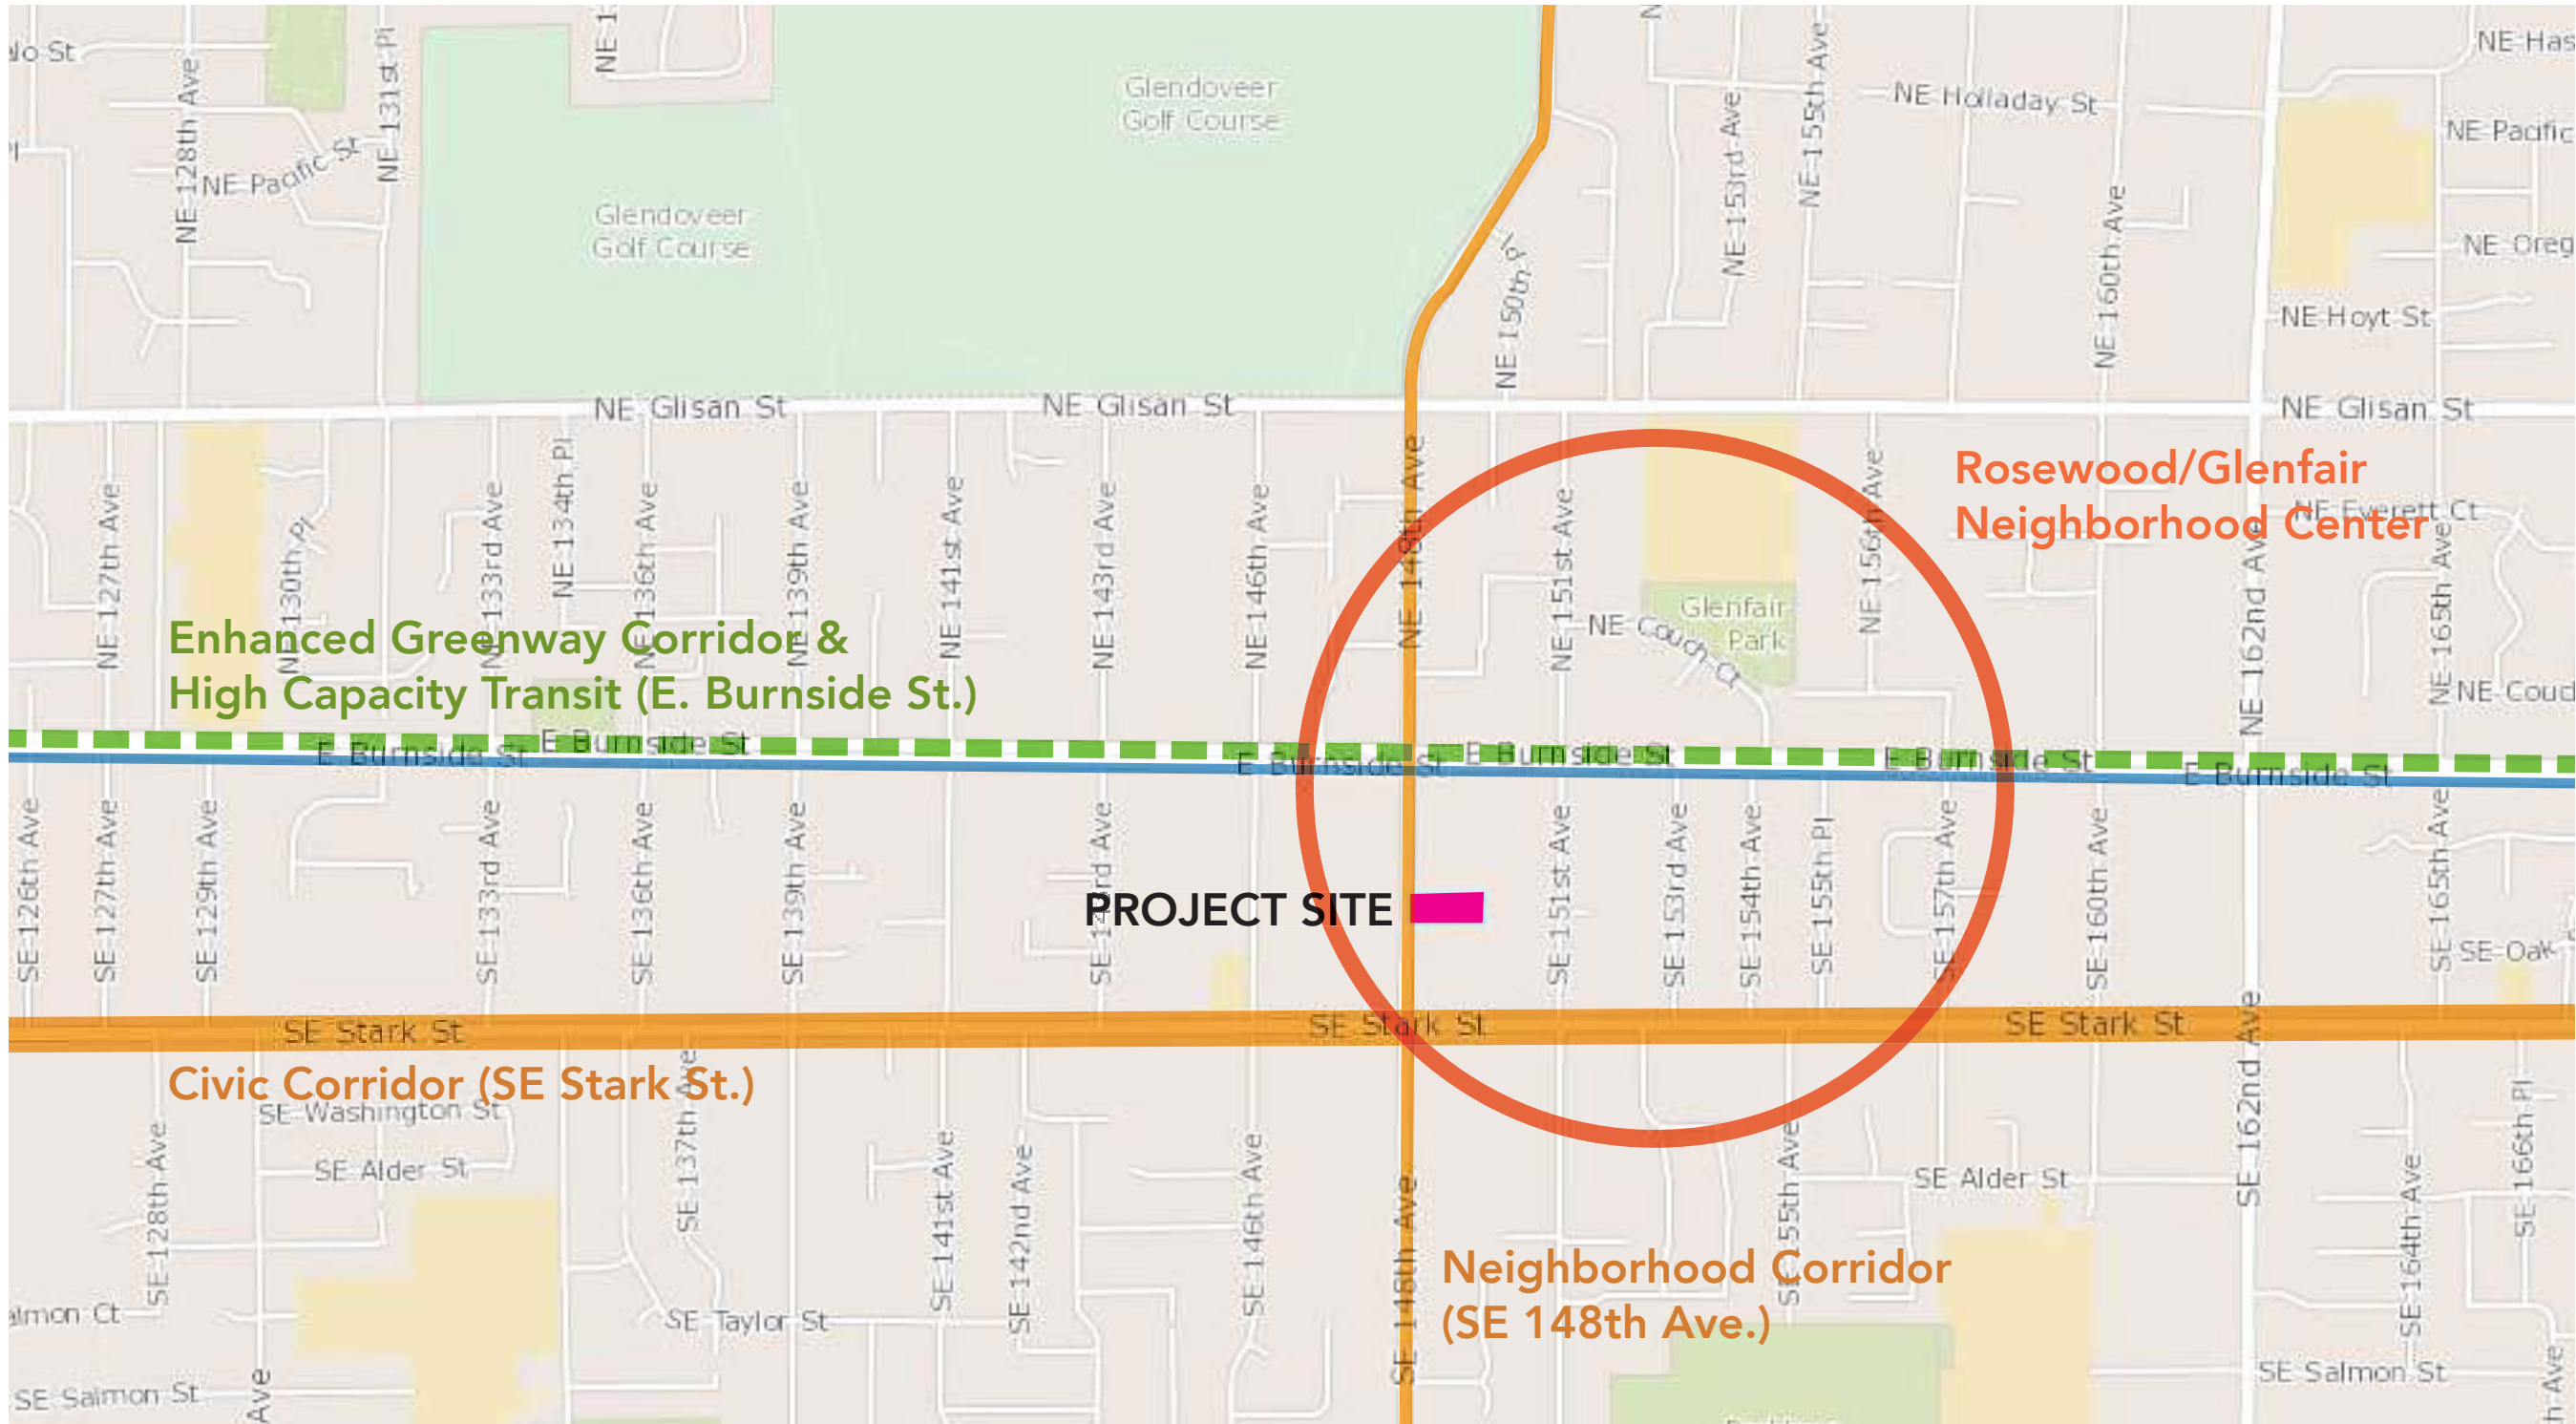 NE Holladay St
NE Pacific St
NE Pacific
NE 128th Ave
NE 131st Pl
NE 153rd Ave
NE 155th Ave
NE 160th Ave
NE 150th Pl
Glendoveer
Golf Course
Glendoveer
Golf Course
NE Hoyt St
NE Glisan St
NE Glisan St
NE Glisan St
Rosewood/Glenfair
Neighborhood Center
NE Everett Ct
NE 127th Ave
NE 130th Pl
NE 133rd Ave
NE 134th Pl
NE 136th Ave
NE 139th Ave
NE 141st Ave
NE 143rd Ave
NE 146th Ave
NE 148th Ave
NE 151st Ave
NE 156th Ave
NE 162nd Ave
NE 165th Ave
Glenfair
Park
NE Couch Ct
Enhanced Greenway Corridor &
High Capacity Transit (E. Burnside St.)
E Burnside St
E Burnside St
E Burnside St
E Burnside St
E Burnside St
E Burnside St
SE 126th Ave
SE 127th Ave
SE 129th Ave
SE 133rd Ave
SE 136th Ave
SE 139th Ave
SE 143rd Ave
SE 151st Ave
SE 153rd Ave
SE 154th Ave
SE 155th Pl
SE 157th Ave
SE 160th Ave
SE 165th Ave
PROJECT SITE
SE Oak
SE Stark St
SE Stark St
SE Stark St
Civic Corridor (SE Stark St.)
SE Washington St
SE Alder St
SE Alder St
SE 128th Ave
SE 137th Ave
SE 141st Ave
SE 142nd Ave
SE 146th Ave
SE 148th Ave
SE 155th Ave
SE 162nd Ave
SE 164th Ave
SE 166th Pl
Neighborhood Corridor
(SE 148th Ave.)
SE Taylor St
SE Salmon St
SE Salmon St
Ave